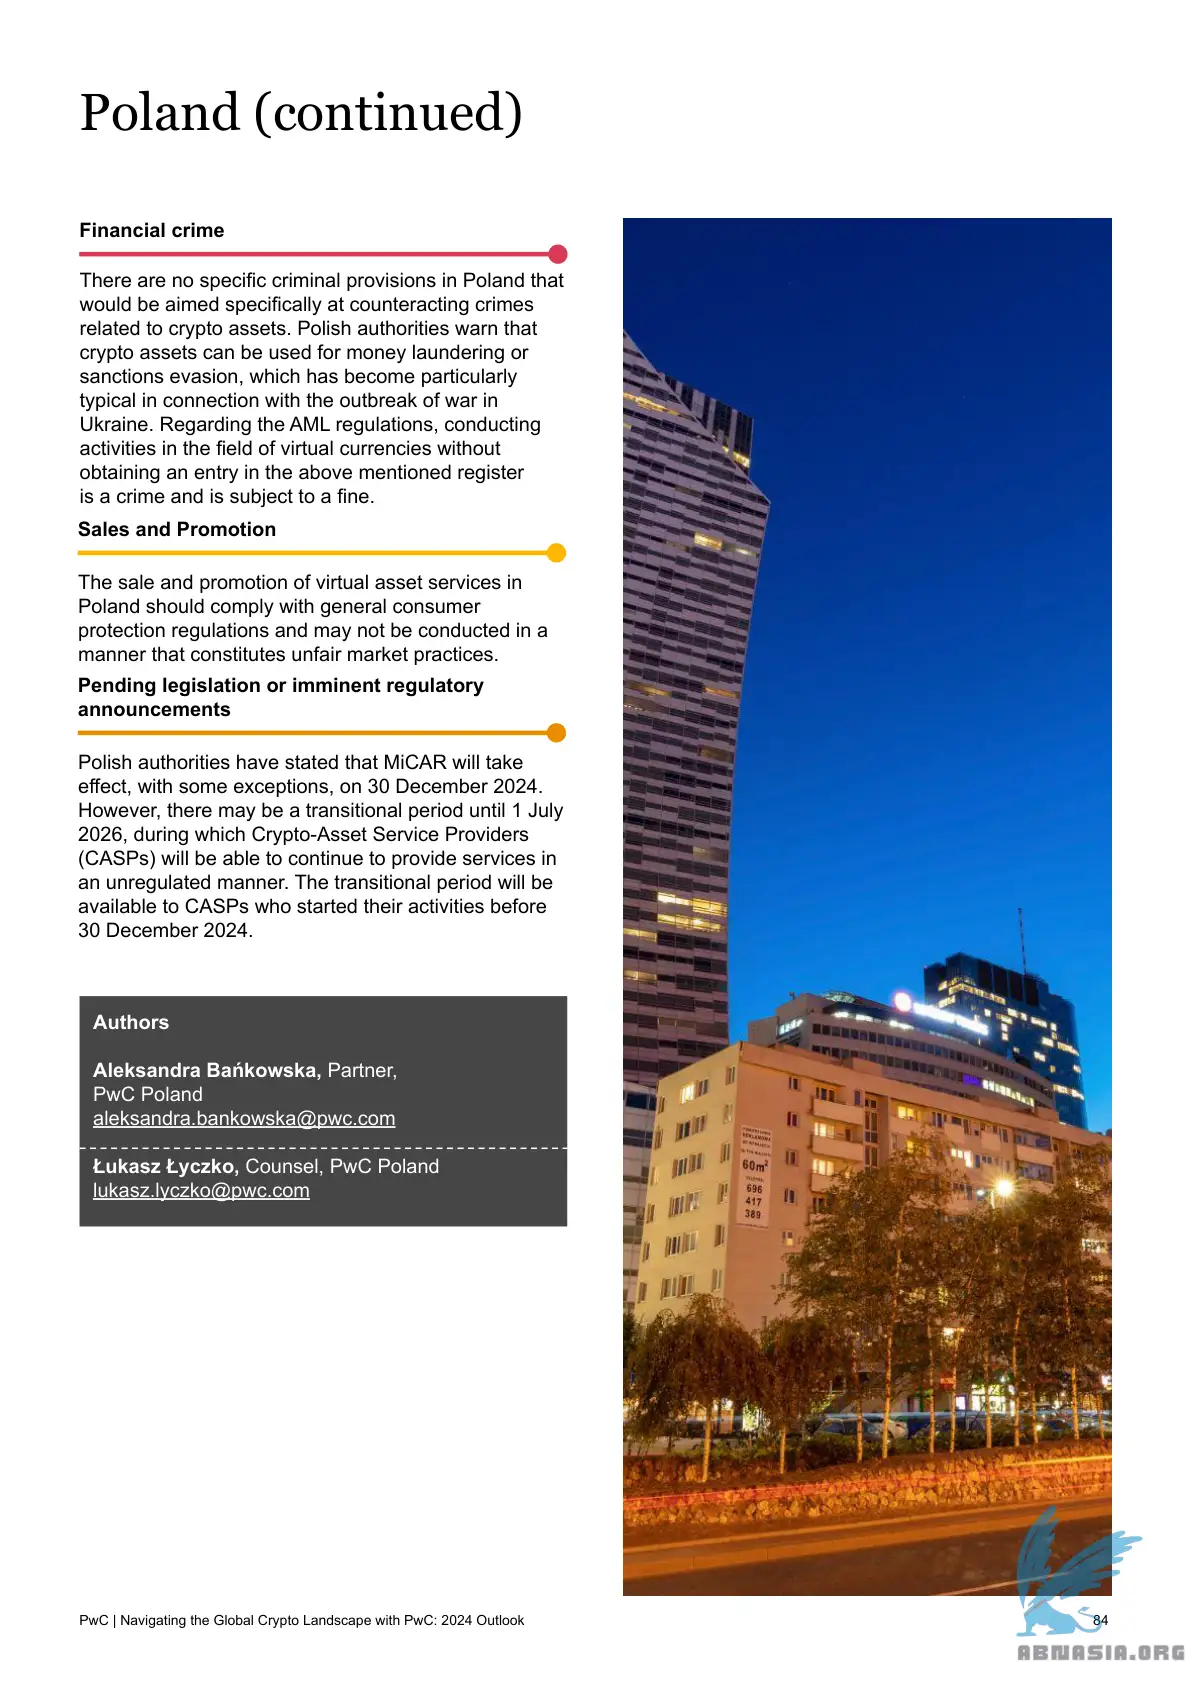 Poland (continued)
Financial crime
There are no specific criminal provisions in Poland that
would be aimed specifically at counteracting crimes
related to crypto assets. Polish authorities warn that
crypto assets can be used for money laundering or
sanctions evasion, which has become particularly
typical in connection with the outbreak of war in
Ukraine. Regarding the AML regulations, conducting
activities in the field of virtual currencies without
obtaining an entry in the above mentioned register
is a crime and is subject to a fine.
Sales and Promotion
The sale and promotion of virtual asset services in
Poland should comply with general consumer
protection regulations and may not be conducted in a
manner that constitutes unfair market practices.
Pending legislation or imminent regulatory
announcements
Polish authorities have stated that MiCAR will take
effect, with some exceptions, on 30 December 2024.
However, there may be a transitional period until 1 July
2026, during which Crypto-Asset Service Providers
(CASPs) will be able to continue to provide services in
an unregulated manner. The transitional period will be
available to CASPs who started their activities before
30 December 2024.
Authors
Aleksandra Bańkowska, Partner,
PwC Poland
aleksandra.bankowska@pwc.com
Łukasz Łyczko, Counsel, PwC Poland
lukasz.lyczko@pwc.com
REKLAMOWA
60m²
696
417
389
PwC | Navigating the Global Crypto Landscape with PwC: 2024 Outlook
84
ABNASIA.ORG